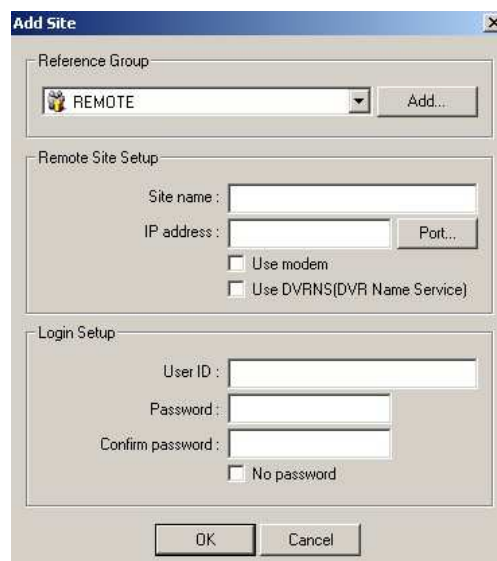 Add Site
Reference Group
REMOTE
Add...
Remote Site Setup
Site name :
IP address :
Port...
Use modem
Use DVRNS(DVR Name Service)
Login Setup
User ID :
Password :
Confirm password :
No password
OK
Cancel